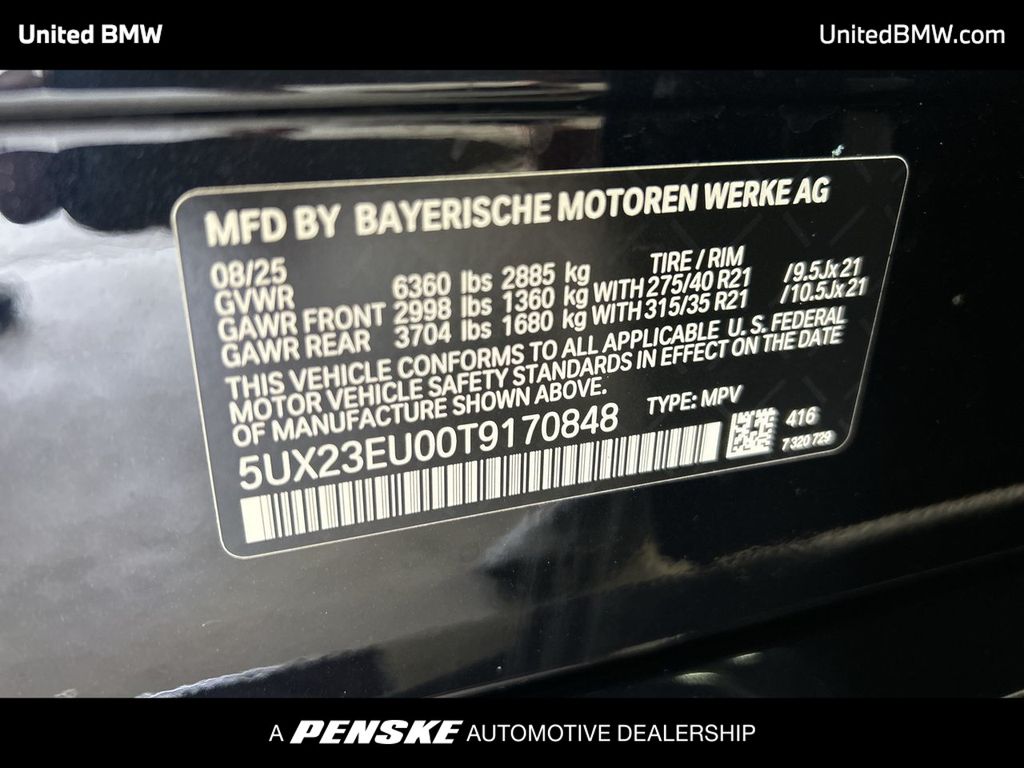 United BMW
UnitedBMW.com
MFD BY BAYERISCHE MOTOREN WERKE AG
08/25 TIRE / RIM
GVWR 6360 lbs 2885 kg
GAWR FRONT 2998 lbs 1360 kg WITH 275/40 R21 /9.5Jx21
GAWR REAR 3704 lbs 1680 kg WITH 315/35 R21 /10.5Jx21
THIS VEHICLE CONFORMS TO ALL APPLICABLE U. S. FEDERAL
MOTOR VEHICLE SAFETY STANDARDS IN EFFECT ON THE DATE
OF MANUFACTURE SHOWN ABOVE.
5UX23EU00T9170848 TYPE: MPV
416
7 320 729
A PENSKE AUTOMOTIVE DEALERSHIP